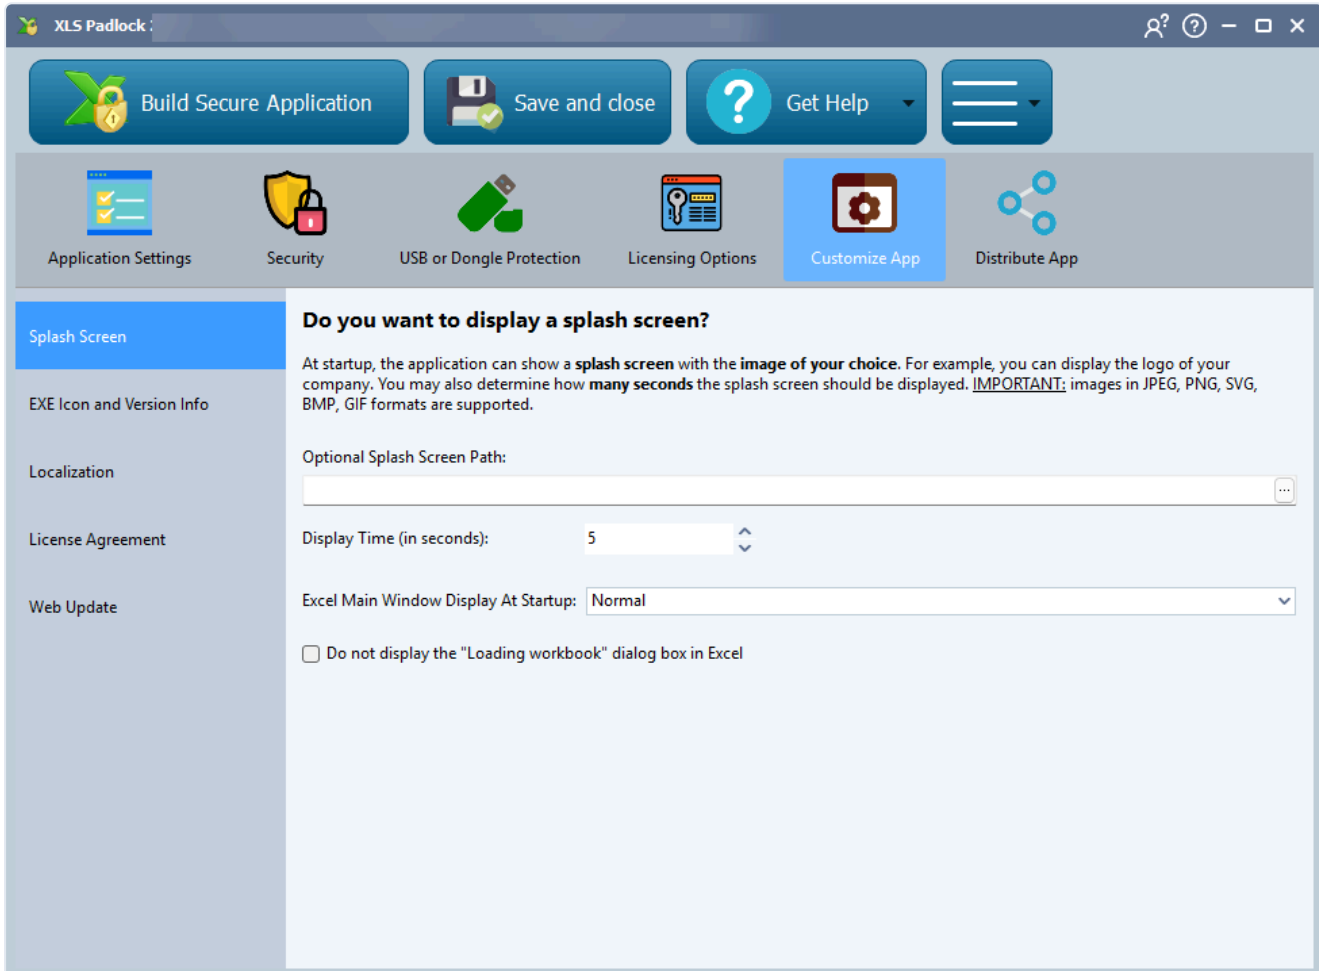 XLS Padlock
Build Secure Application
Save and close
Get Help
Application Settings
Security
USB or Dongle Protection
Licensing Options
Customize App
Distribute App
Splash Screen
EXE Icon and Version Info
Localization
License Agreement
Web Update
Do you want to display a splash screen?
At startup, the application can show a splash screen with the image of your choice. For example, you can display the logo of your
company. You may also determine how many seconds the splash screen should be displayed. IMPORTANT: images in JPEG, PNG, SVG,
BMP, GIF formats are supported.
Optional Splash Screen Path:
...
Display Time (in seconds): 5
Excel Main Window Display At Startup: Normal
Do not display the "Loading workbook" dialog box in Excel